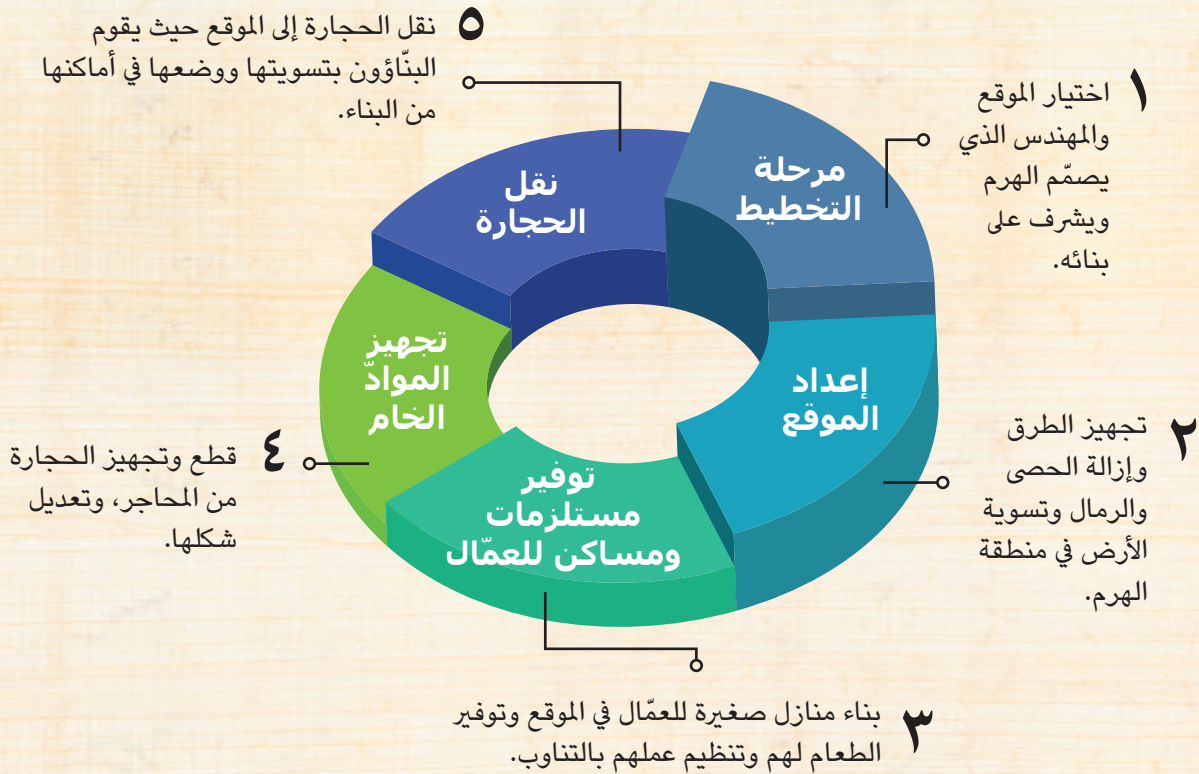 مرحلة
التخطيط
١
اختيار الموقع
والمهندس الذي
يصمّم الهرم
ويشرف على
بنائه.
إعداد
الموقع
٢
تجهيز الطرق
وإزالة الحصى
والرمال وتسوية
الأرض في منطقة
الهرم.
توفير
مستلزمات
ومساكن للعمّال
٣
بناء منازل صغيرة للعمّال في الموقع وتوفير
الطعام لهم وتنظيم عملهم بالتناوب.
تجهيز
الموادّ
الخام
٤
قطع وتجهيز الحجارة
من المحاجر، وتعديل
شكلها.
نقل
الحجارة
٥
نقل الحجارة إلى الموقع حيث يقوم
البنّاؤون بتسويتها ووضعها في أماكنها
من البناء.